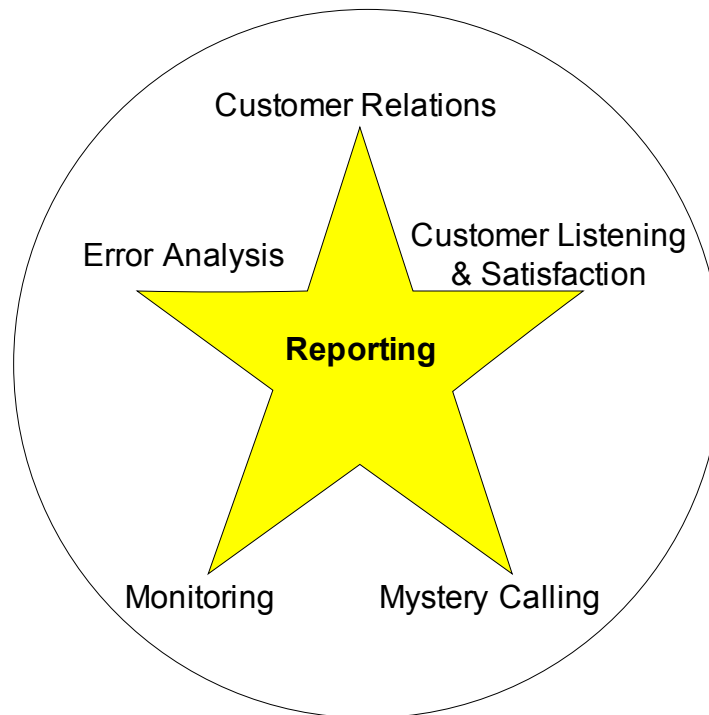 Customer Relations
Error Analysis
Customer Listening
& Satisfaction
Reporting
Monitoring
Mystery Calling